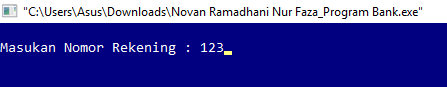 "C:\Users\Asus\Downloads\Novan Ramadhani Nur Faza_Program Bank.exe"
Masukan Nomor Rekening : 123